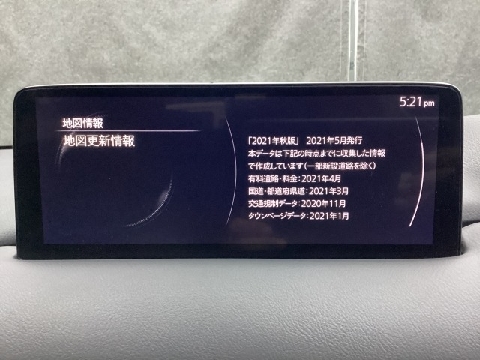 5:21pm
地図情報
地図更新情報
「2021年秋版」 2021年5月発行
本データは下記の時点までに収集した情報
で作成しています(一部新設道路を除く)
有料道路・料金:2021年4月
国道・都道府県道:2021年3月
交通規制データ:2020年11月
タウンページデータ:2021年1月